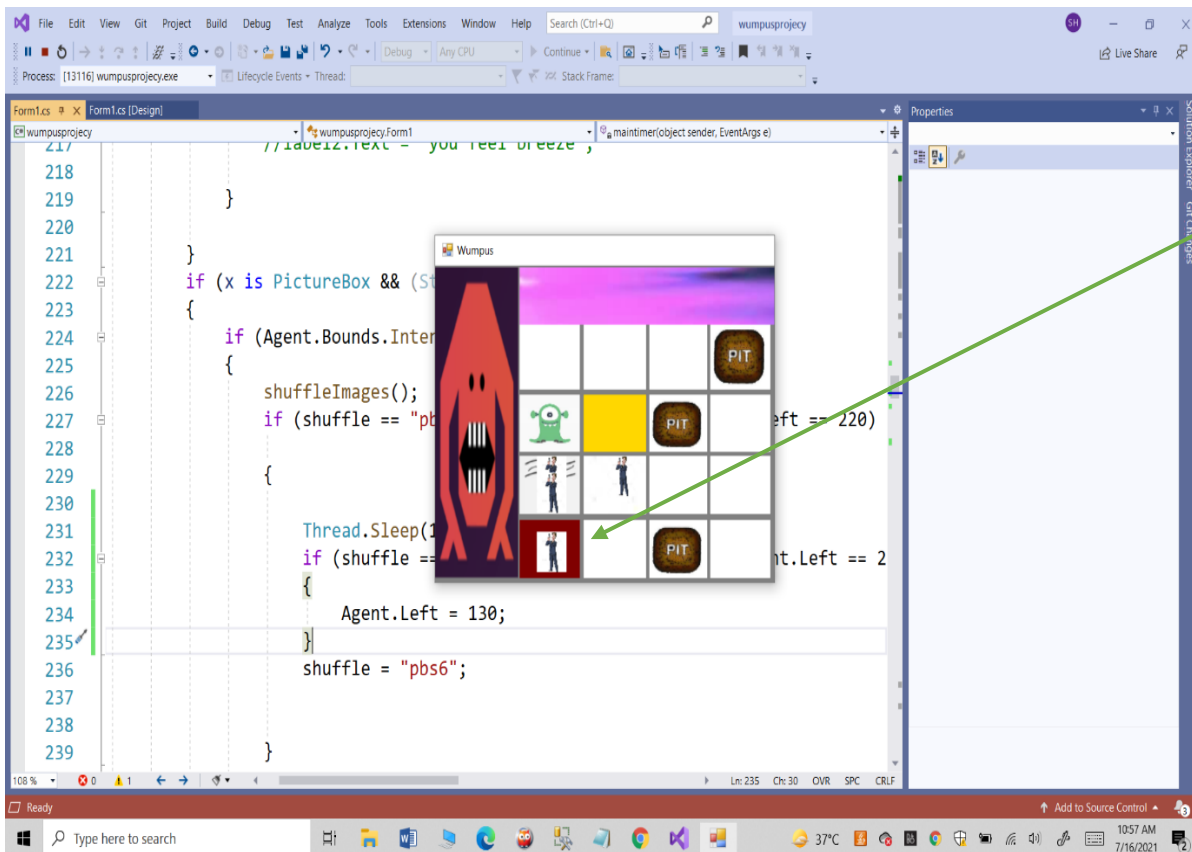 File Edit View Git Project Build Debug Test Analyze Tools Extensions Window Help Search (Ctrl+Q) wumpusprojecy SH
Debug Any CPU Continue Live Share
Process: [13116] wumpusprojecy.exe Lifecycle Events Thread: Stack Frame:
Form1.cs Form1.cs [Design] Properties
wumpusprojecy wumpusprojecy.Form1 maintimer(object sender, EventArgs e)
Solution Explorer Git Changes
217 //label2.Text = "you feel breeze";
218
219 }
220
221 }
222 if (x is PictureBox && (St
223 {
224 if (Agent.Bounds.Inter
225 {
226 shuffleImages();
227 if (shuffle == "pb eft == 220)
228
229 {
230
231 Thread.Sleep(1
232 if (shuffle == nt.Left == 2
233 {
234 Agent.Left = 130;
235 }
236 shuffle = "pbs6";
237
238
239 }
Wumpus
PIT
PIT
PIT
108 % 0 1 Ln: 235 Ch: 30 OVR SPC CRLF
Ready Add to Source Control 3
Type here to search 37°C 10:57 AM
7/16/2021 2